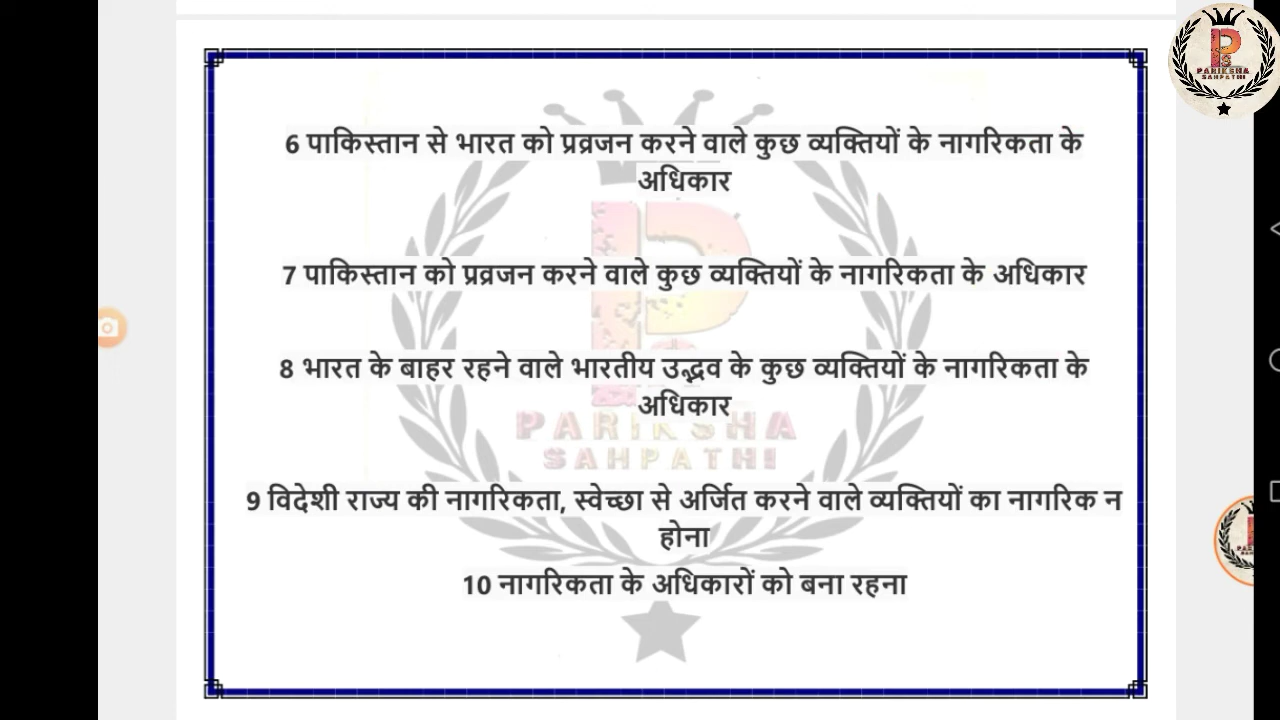 PARIKSHA
SAHPATHI
6 पाकिस्तान से भारत को प्रव्रजन करने वाले कुछ व्यक्तियों के नागरिकता के
अधिकार
7 पाकिस्तान को प्रव्रजन करने वाले कुछ व्यक्तियों के नागरिकता के अधिकार
8 भारत के बाहर रहने वाले भारतीय उद्भव के कुछ व्यक्तियों के नागरिकता के
अधिकार
PARIKSHA
SAHPATHI
9 विदेशी राज्य की नागरिकता, स्वेच्छा से अर्जित करने वाले व्यक्तियों का नागरिक न
होना
10 नागरिकता के अधिकारों को बना रहना